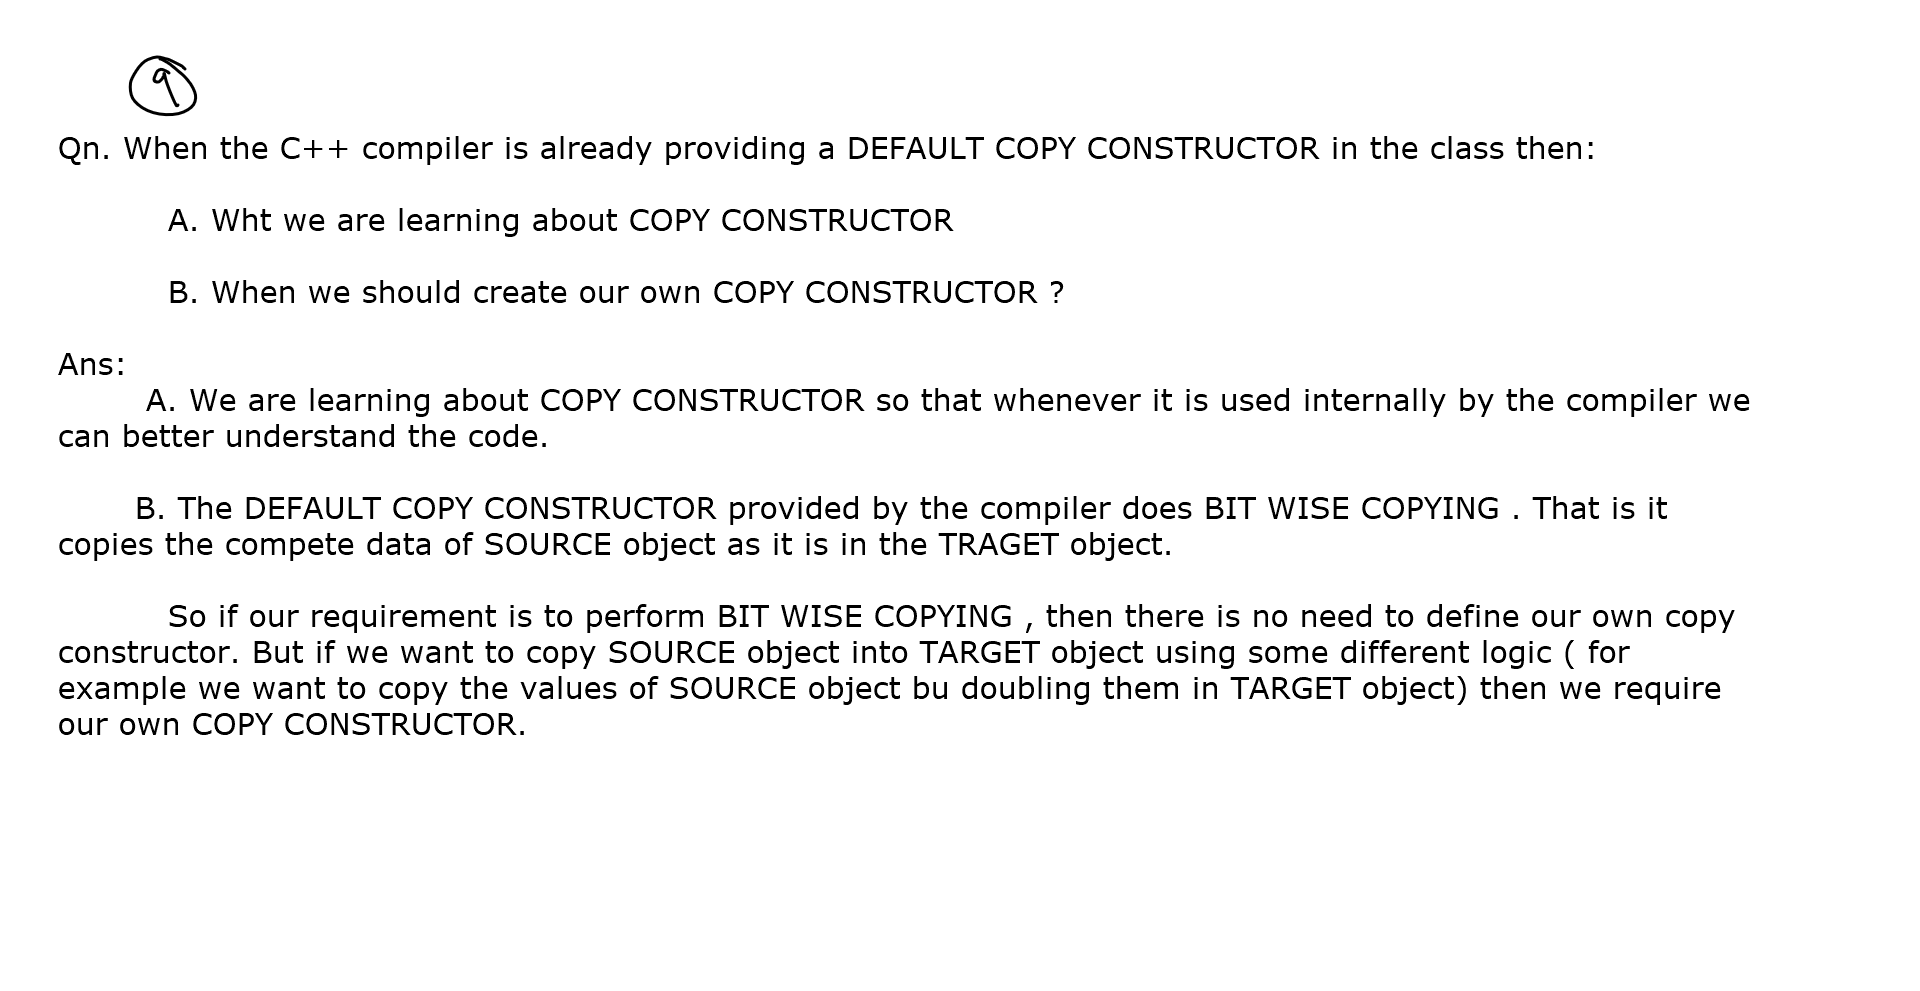 9
Qn. When the C++ compiler is already providing a DEFAULT COPY CONSTRUCTOR in the class then:
A. Wht we are learning about COPY CONSTRUCTOR
B. When we should create our own COPY CONSTRUCTOR ?
Ans:
A. We are learning about COPY CONSTRUCTOR so that whenever it is used internally by the compiler we
can better understand the code.
B. The DEFAULT COPY CONSTRUCTOR provided by the compiler does BIT WISE COPYING . That is it
copies the compete data of SOURCE object as it is in the TRAGET object.
So if our requirement is to perform BIT WISE COPYING , then there is no need to define our own copy
constructor. But if we want to copy SOURCE object into TARGET object using some different logic ( for
example we want to copy the values of SOURCE object bu doubling them in TARGET object) then we require
our own COPY CONSTRUCTOR.